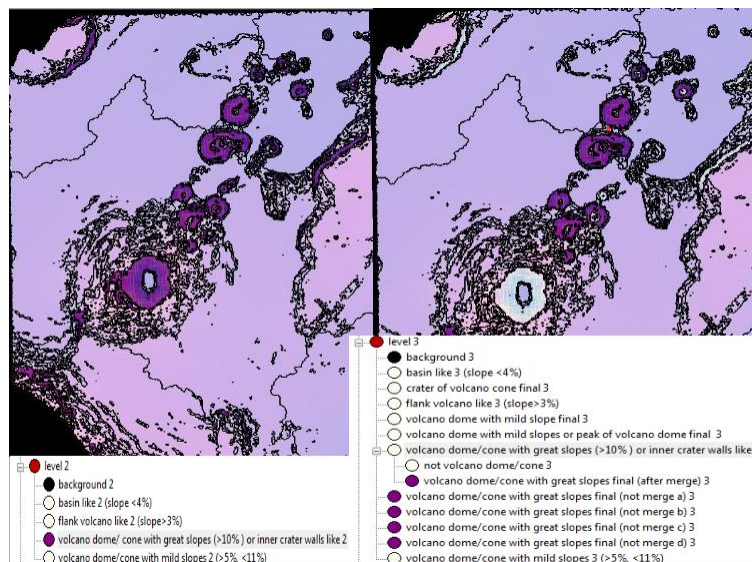 level 2
background 2
basin like 2 (slope <4%)
flank volcano like 2 (slope>3%)
volcano dome/ cone with great slopes (>10% ) or inner crater walls like 2
volcano dome/cone with mild slopes 2 (>5%, <11%)
level 3
background 3
basin like 3 (slope <4%)
crater of volcano cone final 3
flank volcano like 3 (slope>3%)
volcano dome with mild slope final 3
volcano dome with mild slopes or peak of volcano dome final 3
volcano dome/cone with great slopes (>10% ) or inner crater walls like
not volcano dome/cone 3
volcano dome/cone with great slopes final (after merge) 3
volcano dome/cone with great slopes final (not merge a) 3
volcano dome/cone with great slopes final (not merge b) 3
volcano dome/cone with great slopes final (not merge c) 3
volcano dome/cone with great slopes final (not merge d) 3
volcano dome/cone with mild slopes 3 (>5%, <11%)